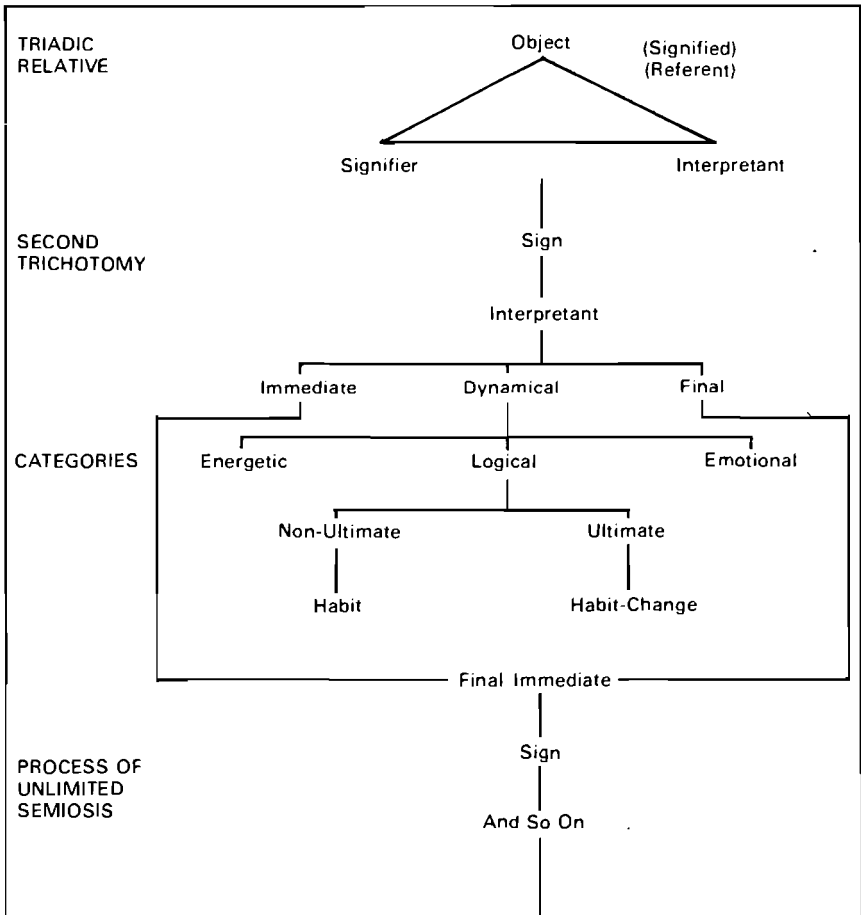 TRIADIC
RELATIVE
Object
(Signified)
(Referent)
Signifier
Interpretant
SECOND
TRICHOTOMY
Sign
Interpretant
Immediate
Dynamical
Final
CATEGORIES
Energetic
Logical
Emotional
Non-Ultimate
Ultimate
Habit
Habit-Change
Final Immediate
PROCESS OF
UNLIMITED
SEMIOSIS
Sign
And So On